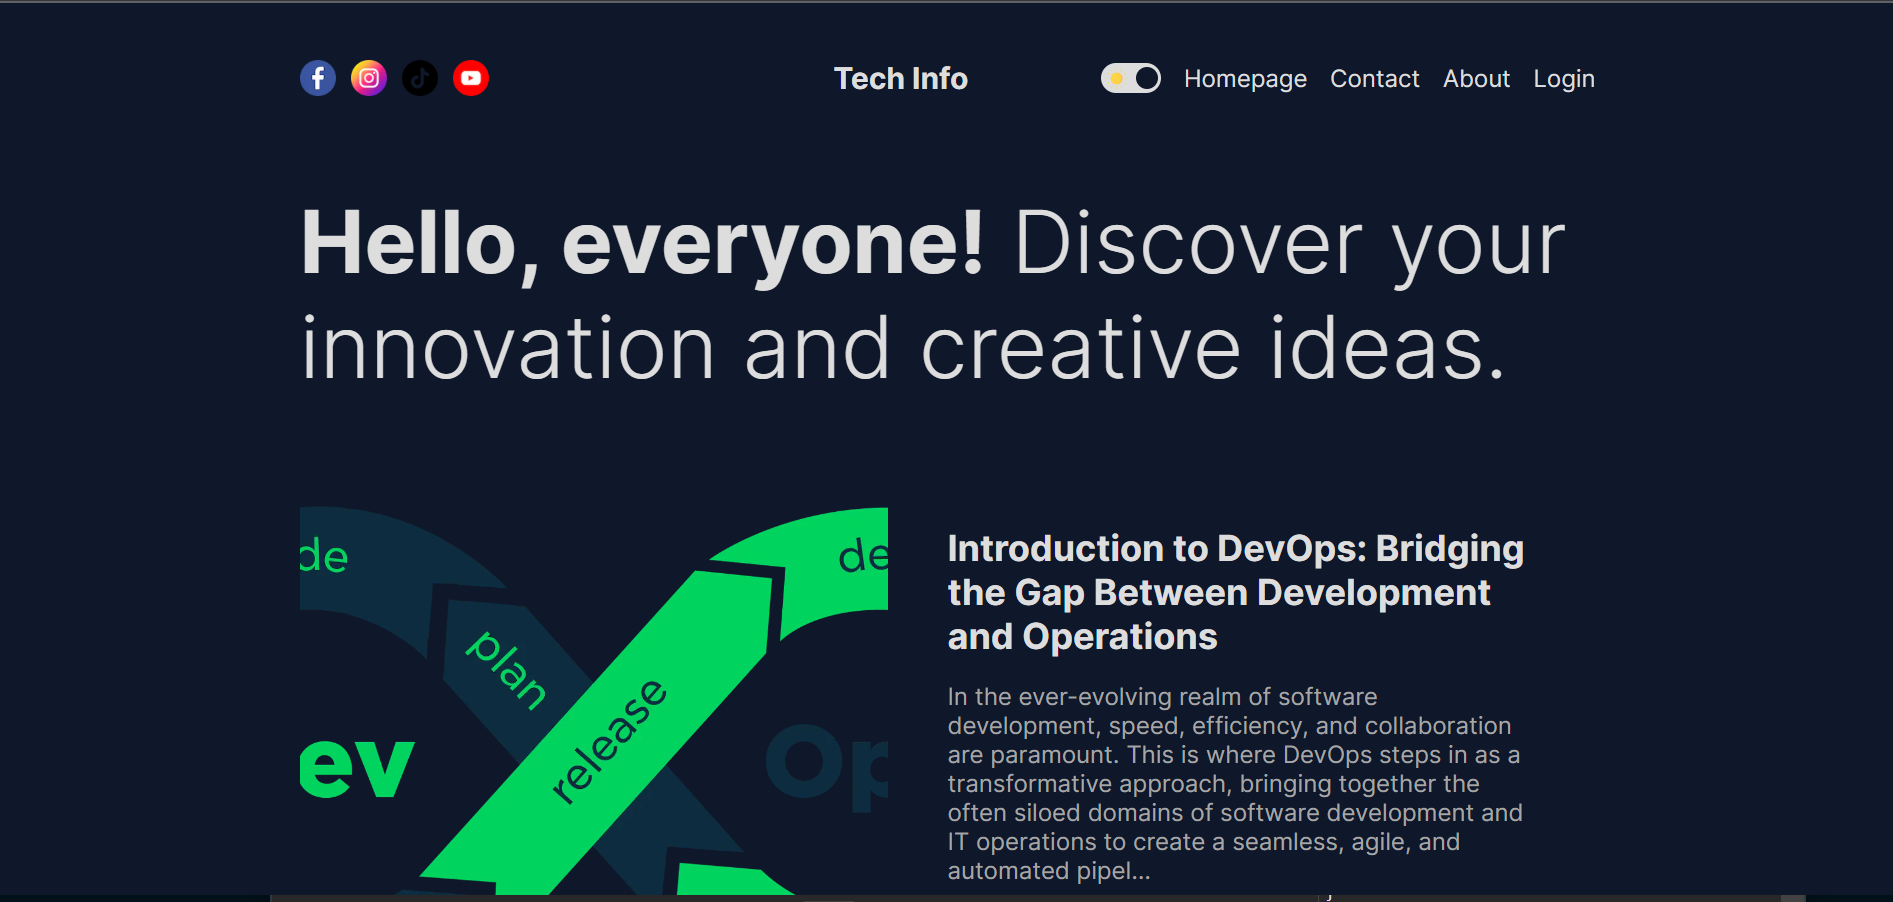 Tech Info
Homepage Contact About Login
Hello, everyone! Discover your
innovation and creative ideas.
de
plan
release
de
ev
Op
Introduction to DevOps: Bridging
the Gap Between Development
and Operations
In the ever-evolving realm of software
development, speed, efficiency, and collaboration
are paramount. This is where DevOps steps in as a
transformative approach, bringing together the
often siloed domains of software development and
IT operations to create a seamless, agile, and
automated pipel...